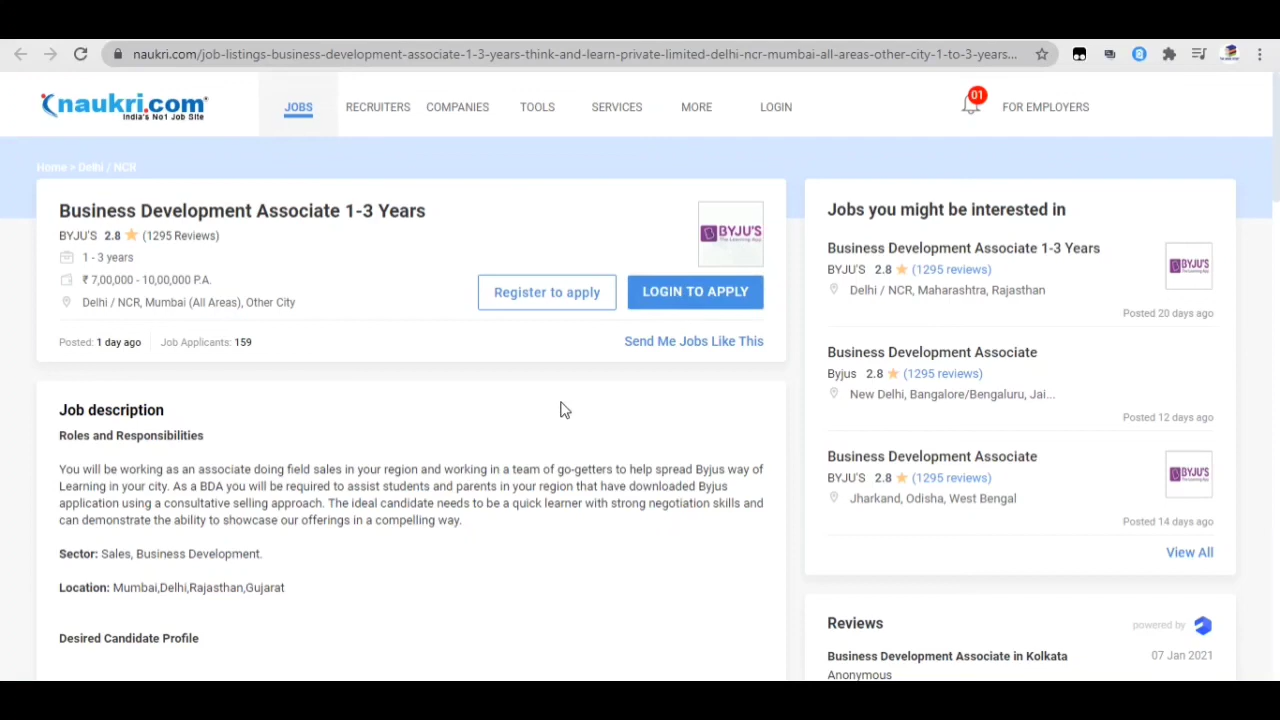 naukri.com/job-listings-business-development-associate-1-3-years-think-and-learn-private-limited-delhi-ncr-mumbai-all-areas-other-city-1-to-3-years...
naukri.com
India's No1 Job Site
JOBS RECRUITERS COMPANIES TOOLS SERVICES MORE LOGIN 01 FOR EMPLOYERS
Home > Delhi / NCR
Business Development Associate 1-3 Years
BYJU'S 2.8 (1295 Reviews)
BYJU'S
The Learning App
1 - 3 years
₹ 7,00,000 - 10,00,000 P.A.
Register to apply LOGIN TO APPLY
Delhi / NCR, Mumbai (All Areas), Other City
Posted: 1 day ago Job Applicants: 159 Send Me Jobs Like This
Job description
Roles and Responsibilities
You will be working as an associate doing field sales in your region and working in a team of go-getters to help spread Byjus way of
Learning in your city. As a BDA you will be required to assist students and parents in your region that have downloaded Byjus
application using a consultative selling approach. The ideal candidate needs to be a quick learner with strong negotiation skills and
can demonstrate the ability to showcase our offerings in a compelling way.
Sector: Sales, Business Development.
Location: Mumbai,Delhi,Rajasthan,Gujarat
Desired Candidate Profile
Jobs you might be interested in
Business Development Associate 1-3 Years
BYJU'S 2.8 (1295 reviews)
BYJU'S
Delhi / NCR, Maharashtra, Rajasthan
Posted 20 days ago
Business Development Associate
Byjus 2.8 (1295 reviews)
New Delhi, Bangalore/Bengaluru, Jai...
Posted 12 days ago
Business Development Associate
BYJU'S 2.8 (1295 reviews)
BYJU'S
Jharkand, Odisha, West Bengal
Posted 14 days ago
View All
Reviews powered by
Business Development Associate in Kolkata 07 Jan 2021
Anonymous